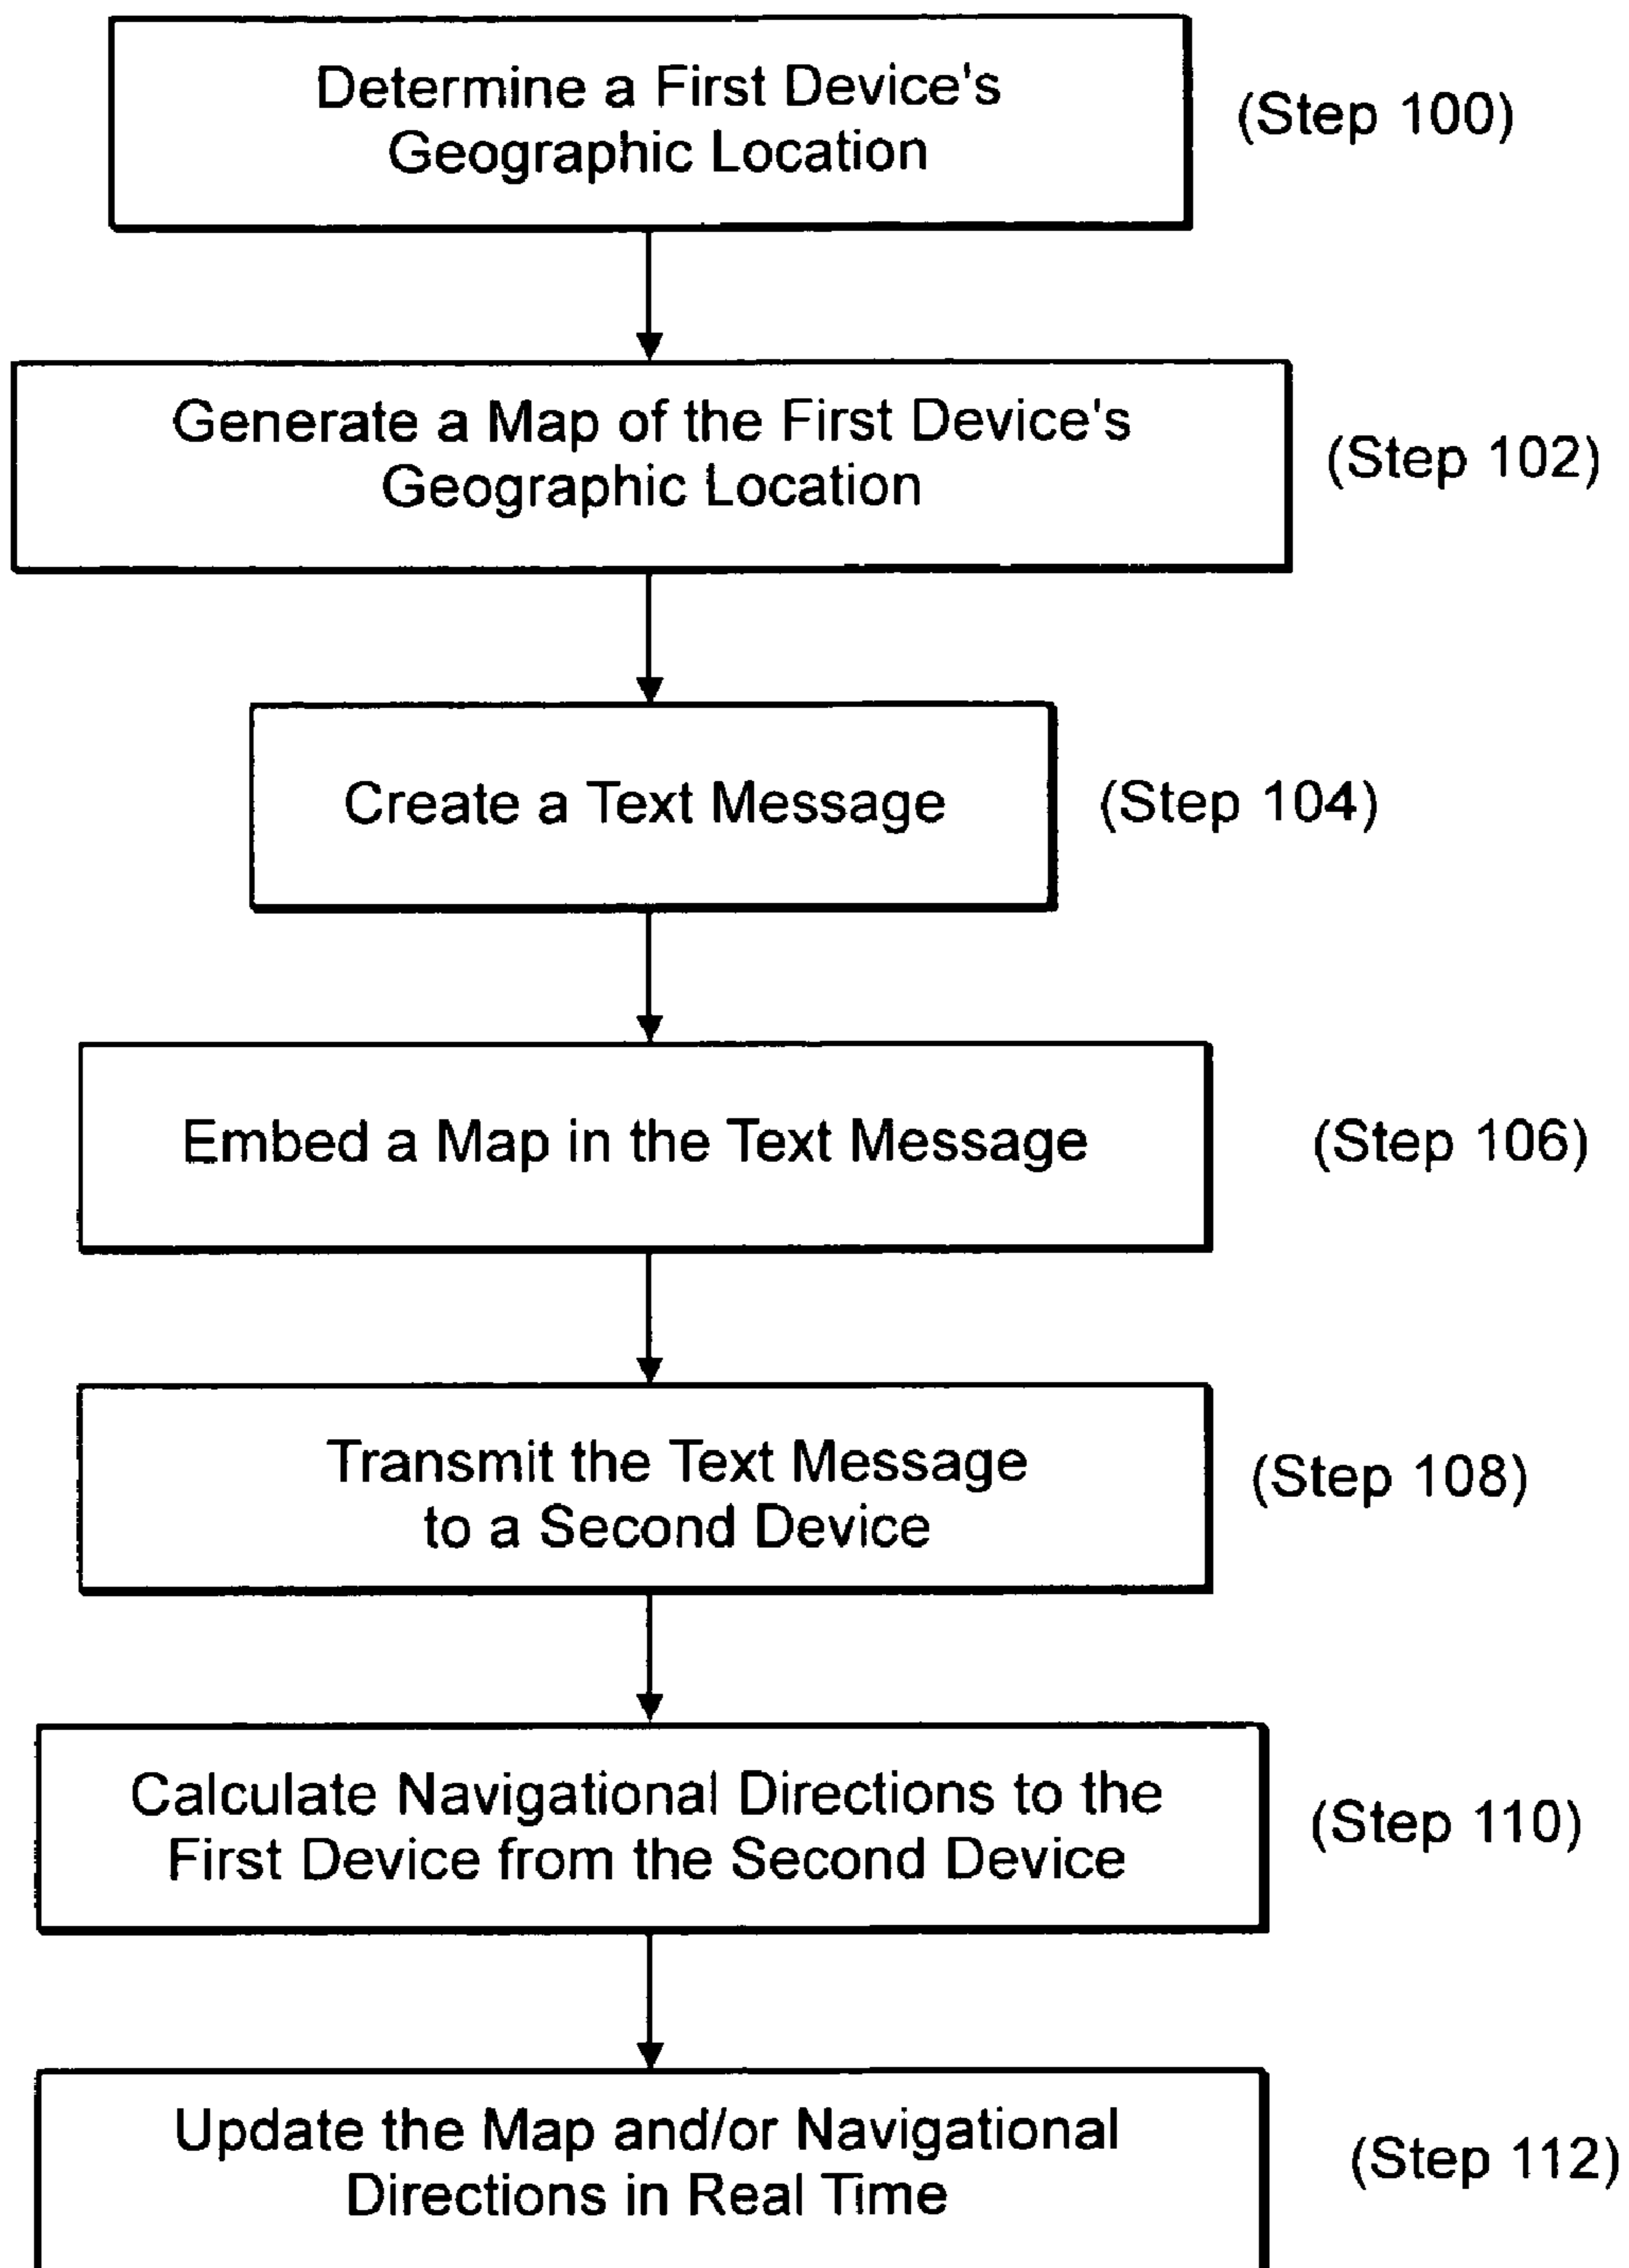 Determine a First Device's
Geographic Location
(Step 100)
Generate a Map of the First Device's
Geographic Location
(Step 102)
Create a Text Message
(Step 104)
Embed a Map in the Text Message
(Step 106)
Transmit the Text Message
to a Second Device
(Step 108)
Calculate Navigational Directions to the
First Device from the Second Device
(Step 110)
Update the Map and/or Navigational
Directions in Real Time
(Step 112)